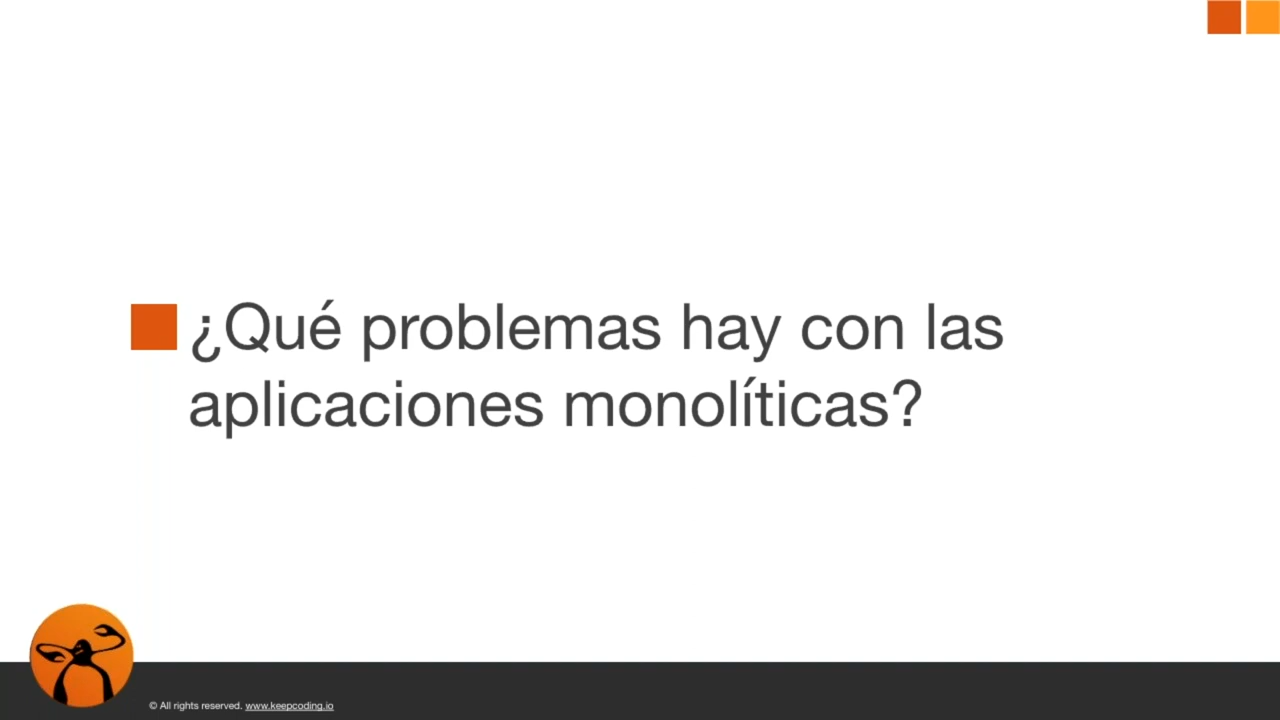 ¿Qué problemas hay con las
aplicaciones monolíticas?
© All rights reserved. www.keepcoding.io